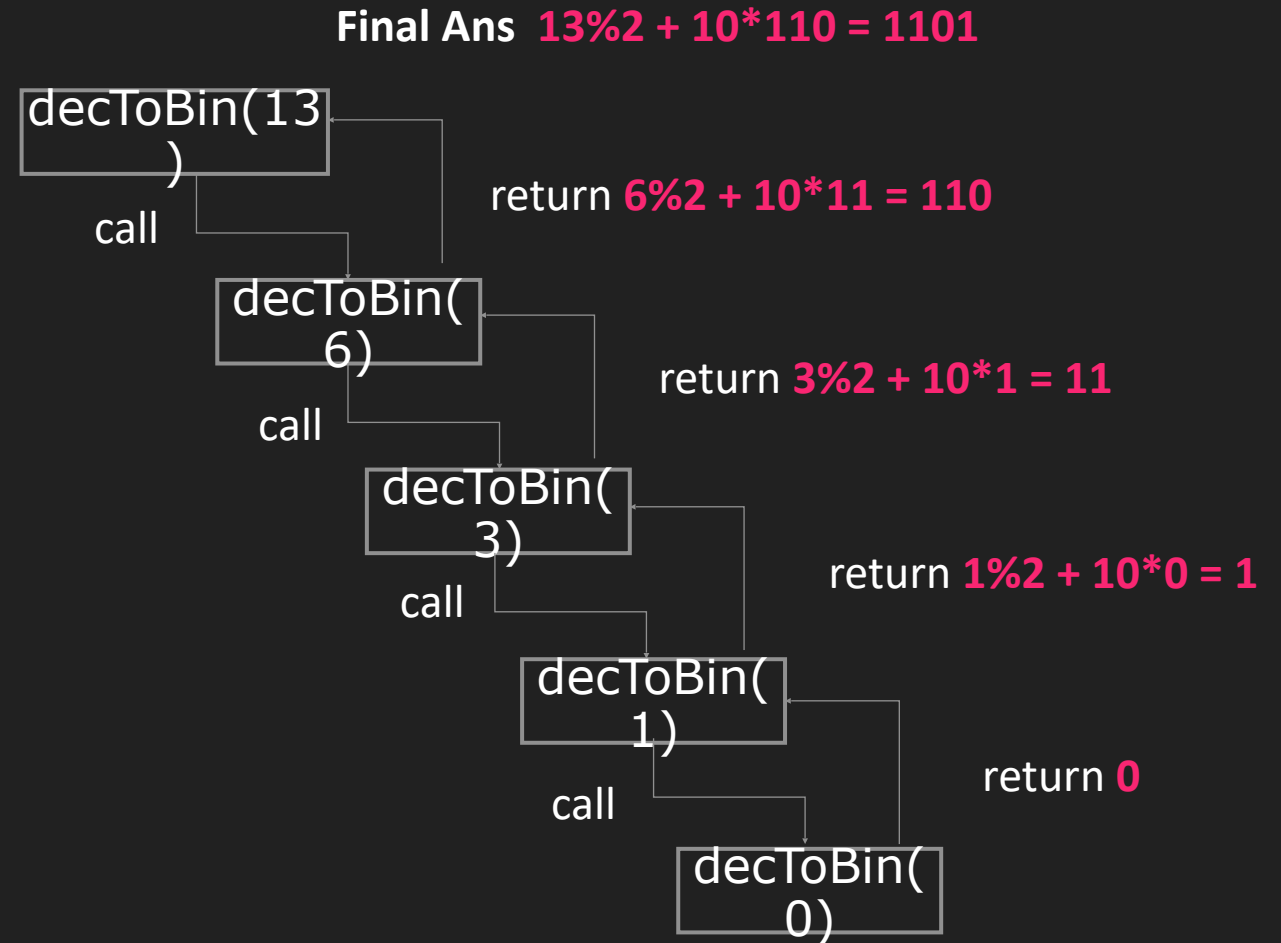 Final Ans 13%2 + 10*110 = 1101
decToBin(13
)
return 6%2 + 10*11 = 110
call
decToBin(
6)
return 3%2 + 10*1 = 11
call
decToBin(
3)
return 1%2 + 10*0 = 1
call
decToBin(
1)
return 0
call
decToBin(
0)